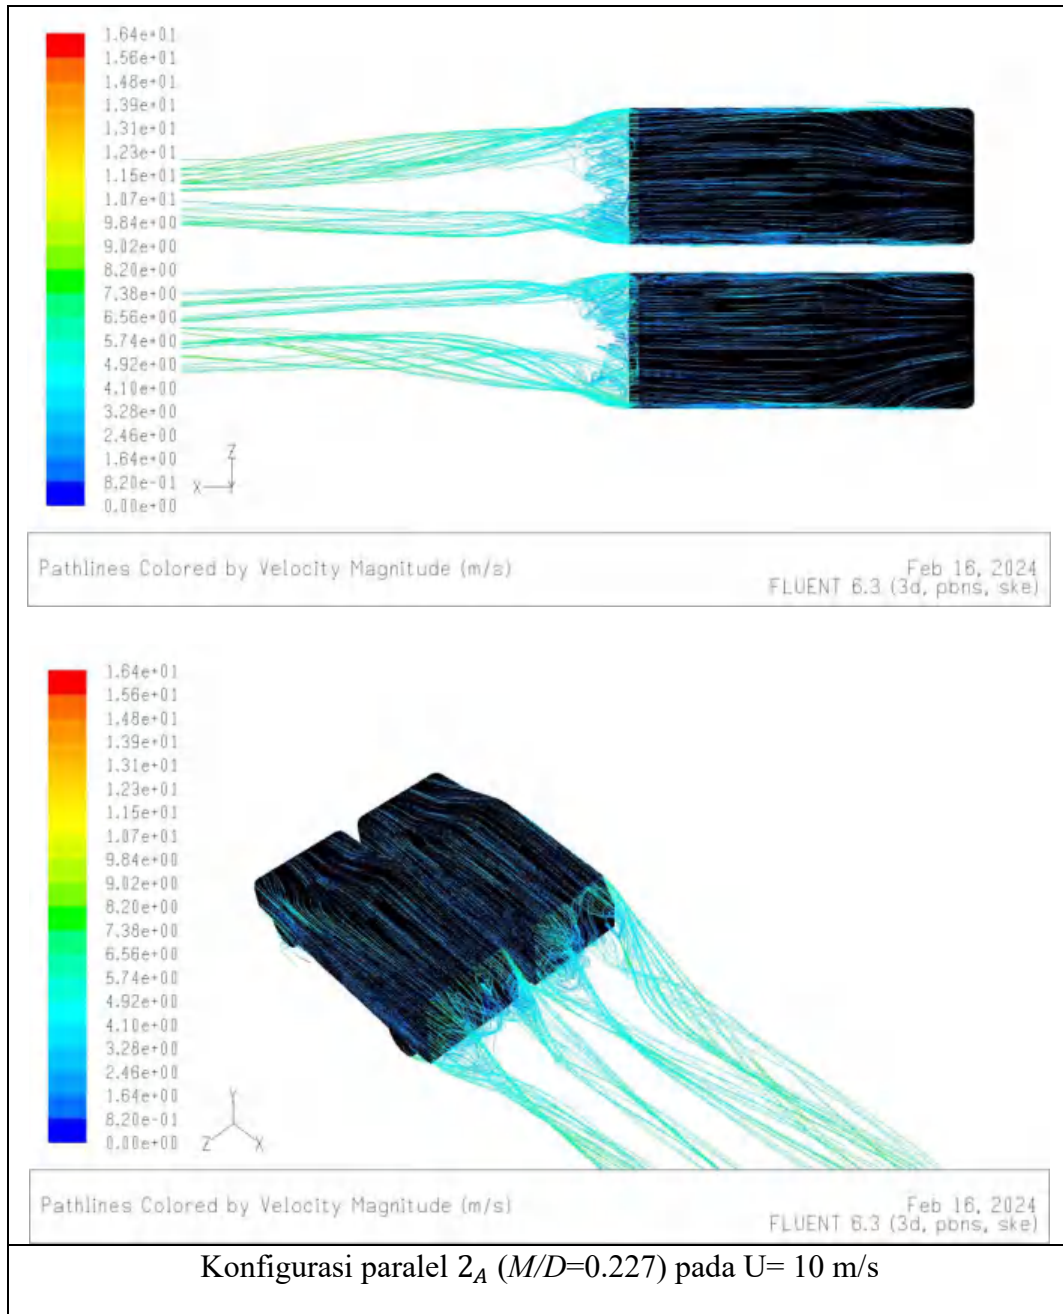 1.64e+01
1.56e+01
1.48e+01
1.39e+01
1.31e+01
1.23e+01
1.15e+01
1.07e+01
9.84e+00
9.02e+00
8.20e+00
7.38e+00
6.56e+00
5.74e+00
4.92e+00
4.10e+00
3.28e+00
2.46e+00
1.64e+00
8.20e-01
0.00e+00
Z
X Y
Pathlines Colored by Velocity Magnitude (m/s)
Feb 16, 2024
FLUENT 6.3 (3d, pbns, ske)
1.64e+01
1.56e+01
1.48e+01
1.39e+01
1.31e+01
1.23e+01
1.15e+01
1.07e+01
9.84e+00
9.02e+00
8.20e+00
7.38e+00
6.56e+00
5.74e+00
4.92e+00
4.10e+00
3.28e+00
2.46e+00
1.64e+00
8.20e-01
0.00e+00
Y
Z X
Pathlines Colored by Velocity Magnitude (m/s)
Feb 16, 2024
FLUENT 6.3 (3d, pbns, ske)
Konfigurasi paralel 2_A (M/D=0.227) pada U= 10 m/s